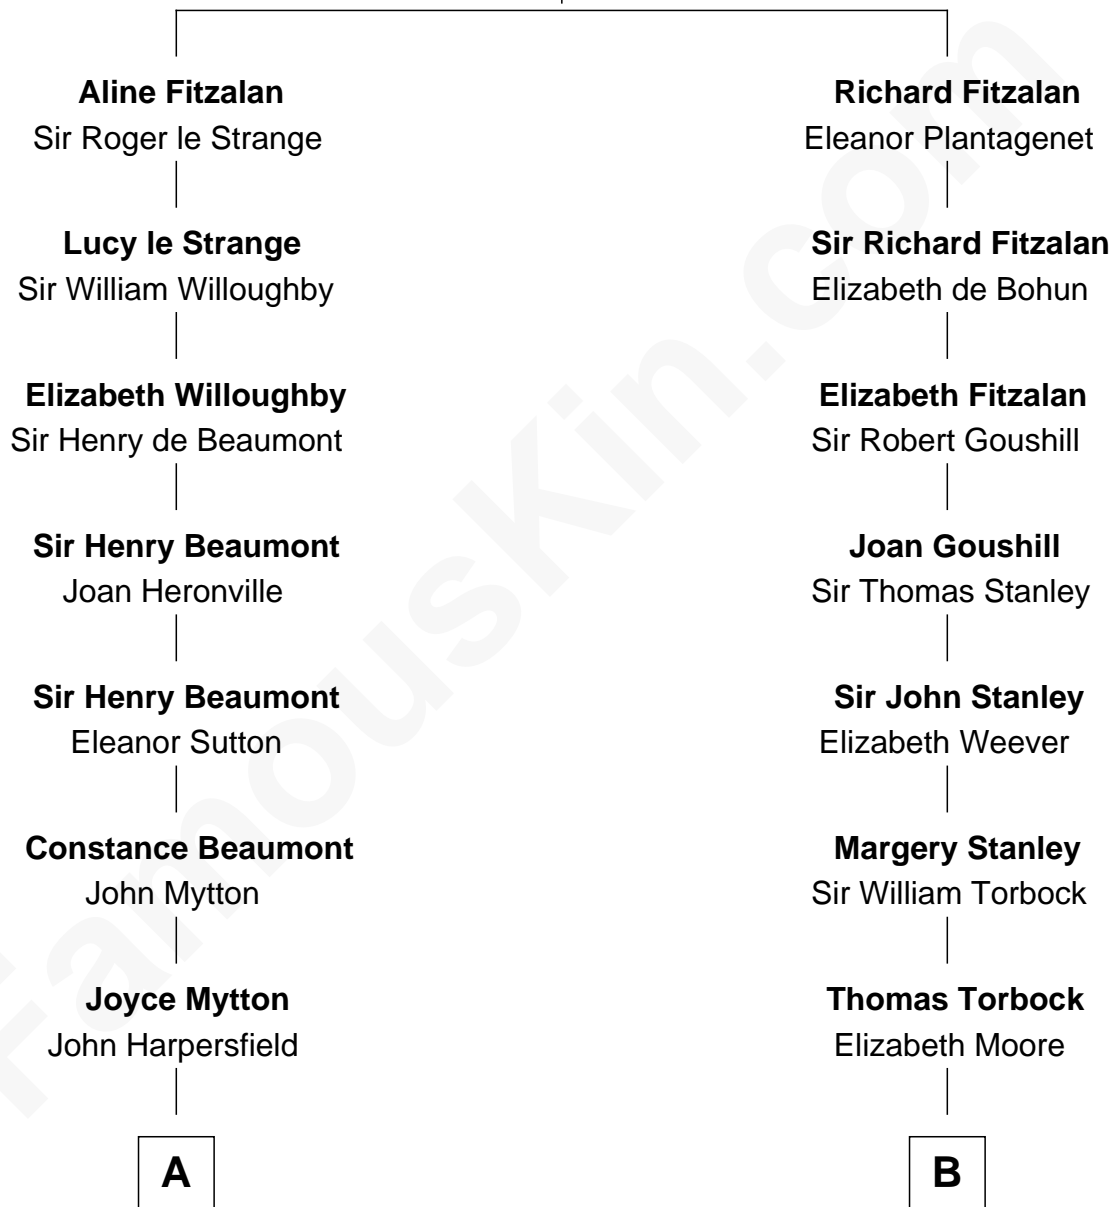 Aline Fitzalan
Sir Roger le Strange
Lucy le Strange
Sir William Willoughby
Elizabeth Willoughby
Sir Henry de Beaumont
Sir Henry Beaumont
Joan Heronville
Sir Henry Beaumont
Eleanor Sutton
Constance Beaumont
John Mytton
Joyce Mytton
John Harpersfield
A
Richard Fitzalan
Eleanor Plantagenet
Sir Richard Fitzalan
Elizabeth de Bohun
Elizabeth Fitzalan
Sir Robert Goushill
Joan Goushill
Sir Thomas Stanley
Sir John Stanley
Elizabeth Weever
Margery Stanley
Sir William Torbock
Thomas Torbock
Elizabeth Moore
B
FamousKin.com